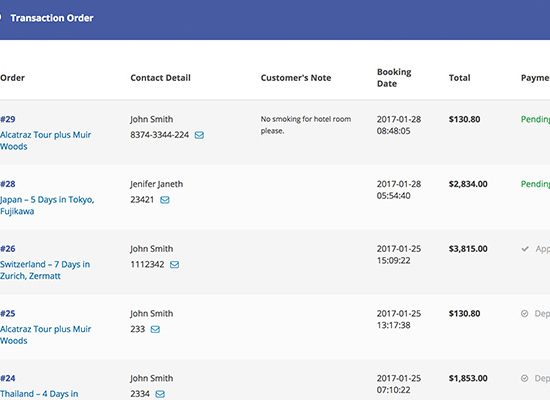 Transaction Order
Order Contact Detail Customer's Note Booking Date Total Payme
#29 John Smith No smoking for hotel room 2017-01-28 $130.80 Pending
Alcatraz Tour plus Muir 8374-3344-224 please. 08:48:05
Woods
#28 Jenifer Janeth 2017-01-28 $2,834.00 Pending
Japan – 5 Days in Tokyo, 23421 05:54:40
Fujikawa
#26 John Smith 2017-01-25 $3,815.00 App
Switzerland – 7 Days in 1112342 15:09:22
Zurich, Zermatt
#25 John Smith 2017-01-25 $130.80 Dep
Alcatraz Tour plus Muir 233 13:17:38
Woods
#24 John Smith 2017-01-25 $1,853.00 Dep
Thailand – 4 Days in 2334 07:10:22